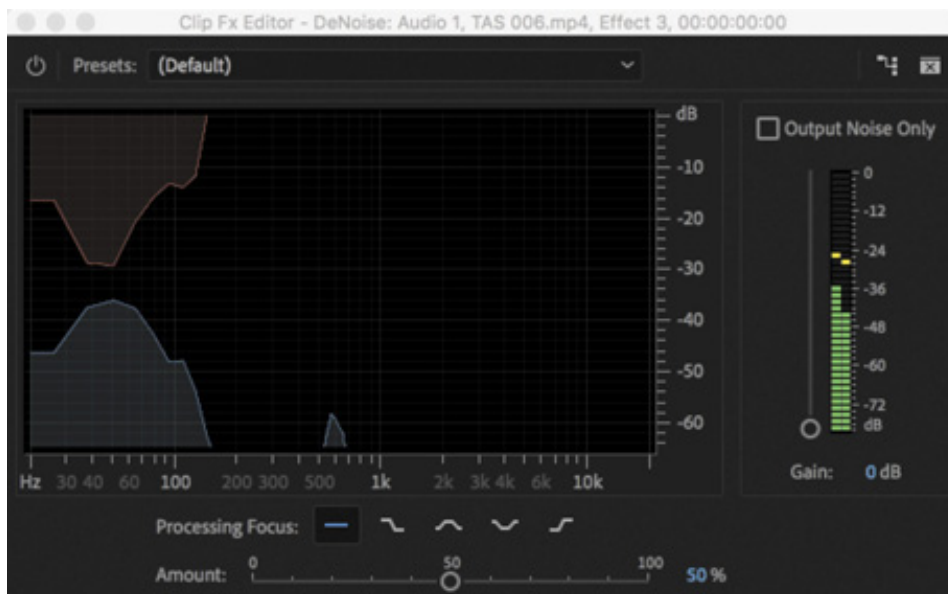 Clip Fx Editor - DeNoise: Audio 1, TAS 006.mp4, Effect 3, 00:00:00:00
Presets: (Default)
dB
-10
-20
-30
-40
-50
-60
Hz 30 40 60 100 200 300 500 1k 2k 3k 4k 6k 10k
Output Noise Only
0
-12
-24
-36
-48
-60
-72
dB
Gain: 0 dB
Processing Focus:
0 50 100
Amount: 50 %